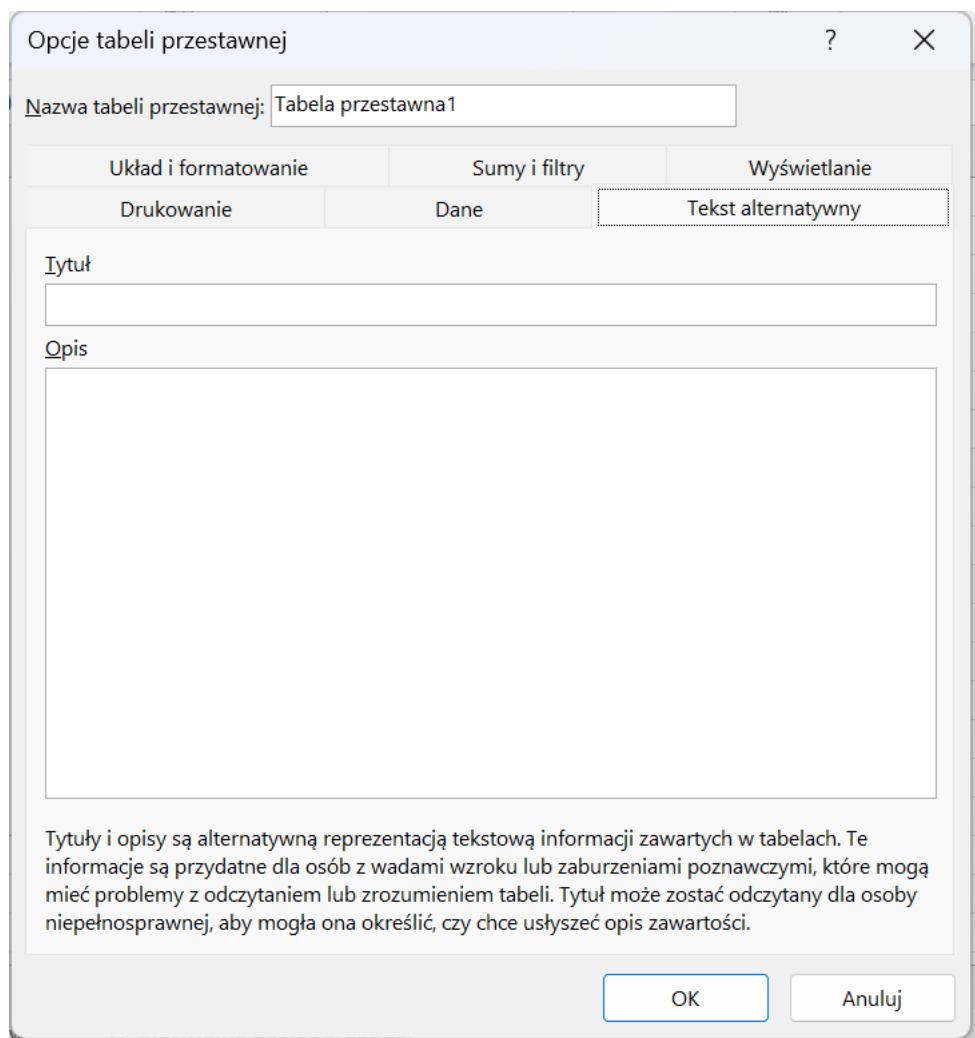 Opcje tabeli przestawnej
Nazwa tabeli przestawnej: Tabela przestawna1
Układ i formatowanie Sumy i filtry Wyświetlanie
Drukowanie Dane Tekst alternatywny
Tytuł
Opis
Tytuły i opisy są alternatywną reprezentacją tekstową informacji zawartych w tabelach. Te
informacje są przydatne dla osób z wadami wzroku lub zaburzeniami poznawczymi, które mogą
mieć problemy z odczytaniem lub zrozumieniem tabeli. Tytuł może zostać odczytany dla osoby
niepełnosprawnej, aby mogła ona określić, czy chce usłyszeć opis zawartości.
OK Anuluj